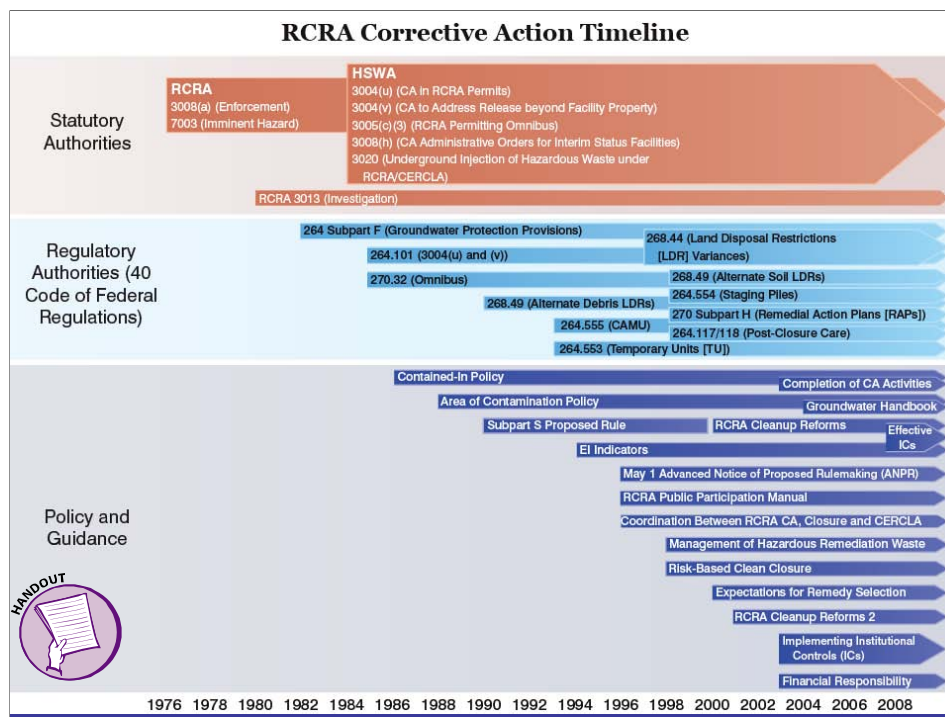 RCRA Corrective Action Timeline
Statutory
Authorities
RCRA
3008(a) (Enforcement)
7003 (Imminent Hazard)
HSWA
3004(u) (CA in RCRA Permits)
3004(v) (CA to Address Release beyond Facility Property)
3005(c)(3) (RCRA Permitting Omnibus)
3008(h) (CA Administrative Orders for Interim Status Facilities)
3020 (Underground Injection of Hazardous Waste under
RCRA/CERCLA)
RCRA 3013 (Investigation)
Regulatory
Authorities (40
Code of Federal
Regulations)
264 Subpart F (Groundwater Protection Provisions)
264.101 (3004(u) and (v))
268.44 (Land Disposal Restrictions
[LDR] Variances)
270.32 (Omnibus)
268.49 (Alternate Soil LDRs)
268.49 (Alternate Debris LDRs)
264.554 (Staging Piles)
270 Subpart H (Remedial Action Plans [RAPs])
264.555 (CAMU)
264.117/118 (Post-Closure Care)
264.553 (Temporary Units [TU])
Policy and
Guidance
Contained-In Policy
Completion of CA Activities
Area of Contamination Policy
Groundwater Handbook
Subpart S Proposed Rule
RCRA Cleanup Reforms
Effective
ICs
EI Indicators
May 1 Advanced Notice of Proposed Rulemaking (ANPR)
RCRA Public Participation Manual
Coordination Between RCRA CA, Closure and CERCLA
Management of Hazardous Remediation Waste
Risk-Based Clean Closure
Expectations for Remedy Selection
RCRA Cleanup Reforms 2
Implementing Institutional
Controls (ICs)
Financial Responsibility
HANDOUT
1976 1978 1980 1982 1984 1986 1988 1990 1992 1994 1996 1998 2000 2002 2004 2006 2008